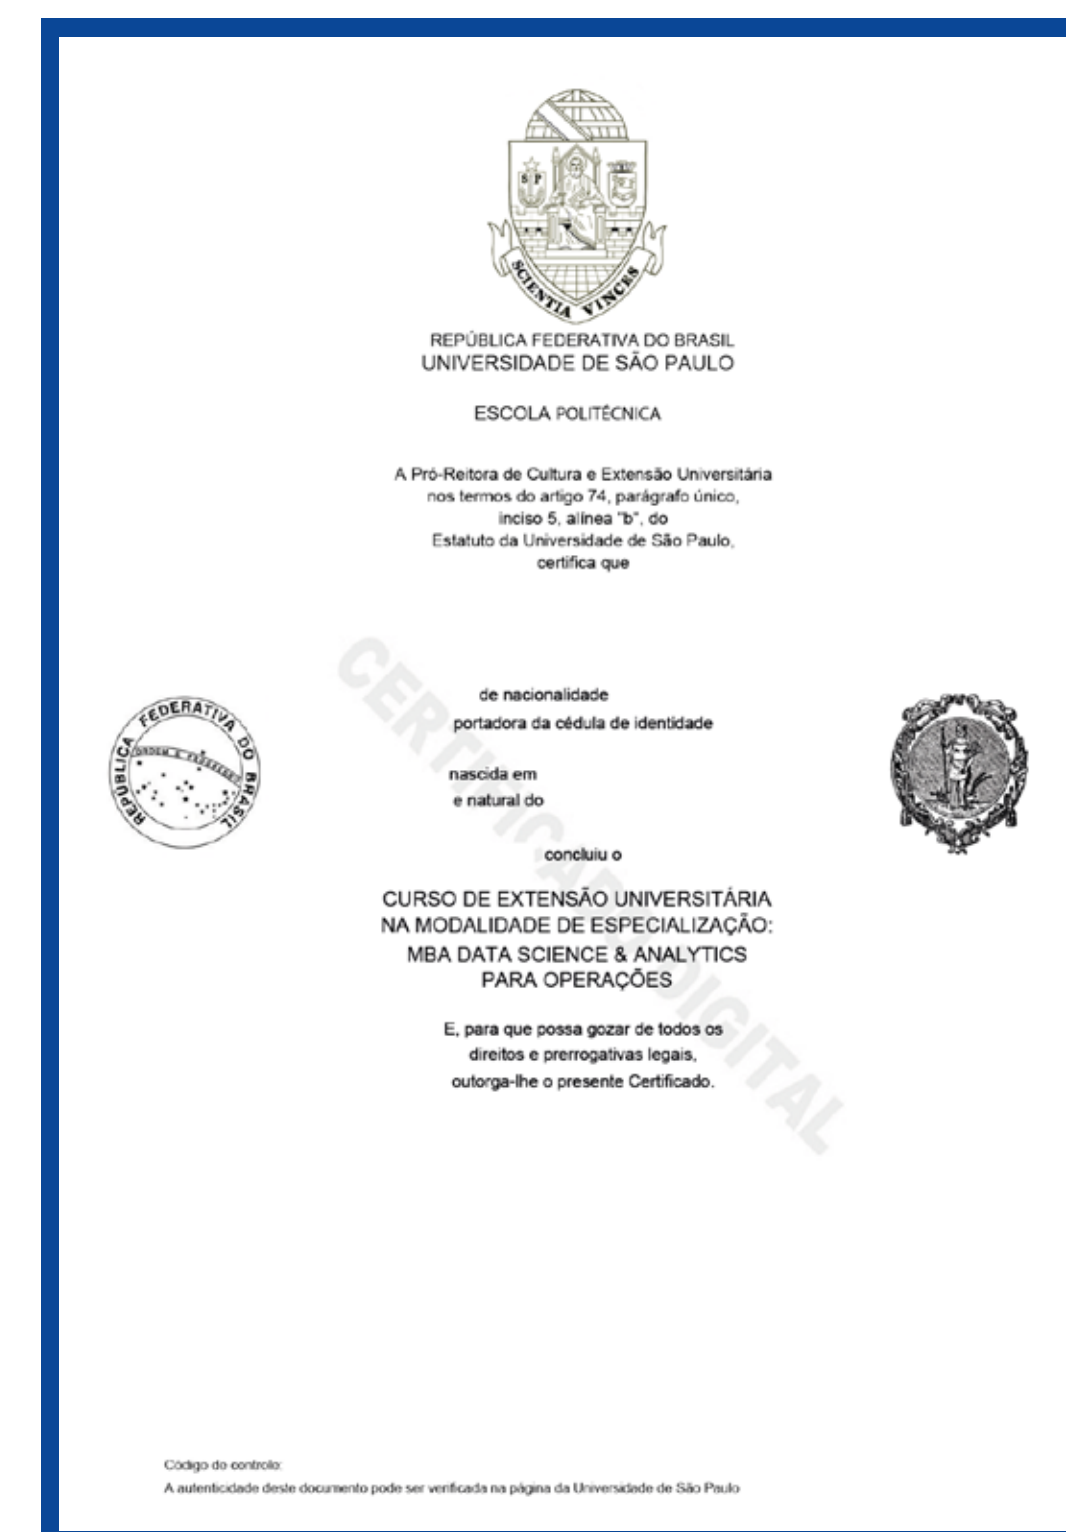 S P
SCIENTIA VINCES
REPÚBLICA FEDERATIVA DO BRASIL
UNIVERSIDADE DE SÃO PAULO
ESCOLA POLITÉCNICA
A Pró-Reitora de Cultura e Extensão Universitária
nos termos do artigo 74, parágrafo único,
inciso 5, alínea "b", do
Estatuto da Universidade de São Paulo,
certifica que
CERTIFICADO DIGITAL
de nacionalidade
portadora da cédula de identidade
REPÚBLICA FEDERATIVA DO BRASIL
ORDEM E PROGRESSO
nascida em
e natural do
concluiu o
CURSO DE EXTENSÃO UNIVERSITÁRIA
NA MODALIDADE DE ESPECIALIZAÇÃO:
MBA DATA SCIENCE & ANALYTICS
PARA OPERAÇÕES
E, para que possa gozar de todos os
direitos e prerrogativas legais,
outorga-lhe o presente Certificado.
Código de controle:
A autenticidade deste documento pode ser verificada na página da Universidade de São Paulo